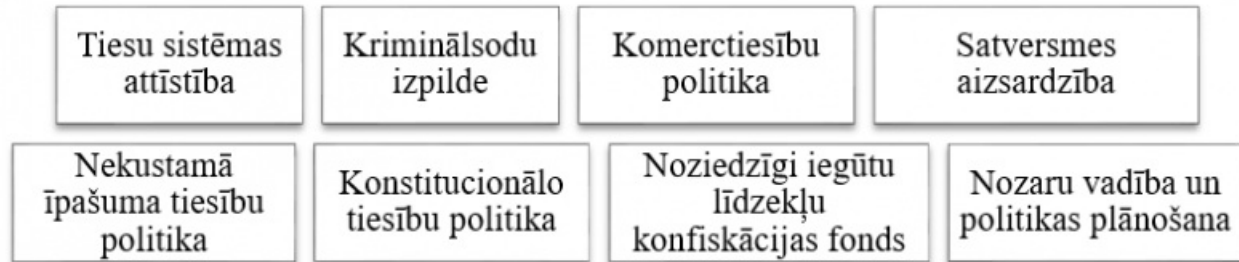 Tiesu sistēmas
attīstība
Kriminālsodu
izpilde
Komerctiesību
politika
Satversmes
aizsardzība
Nekustamā
īpašuma tiesību
politika
Konstitucionālo
tiesību politika
Noziedzīgi iegūtu
līdzekļu
konfiskācijas fonds
Nozaru vadība un
politikas plānošana